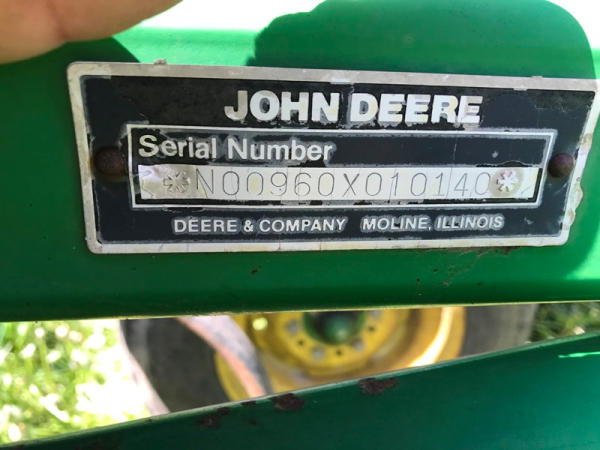 JOHN DEERE
Serial Number
*N00960X010140*
DEERE & COMPANY MOLINE, ILLINOIS